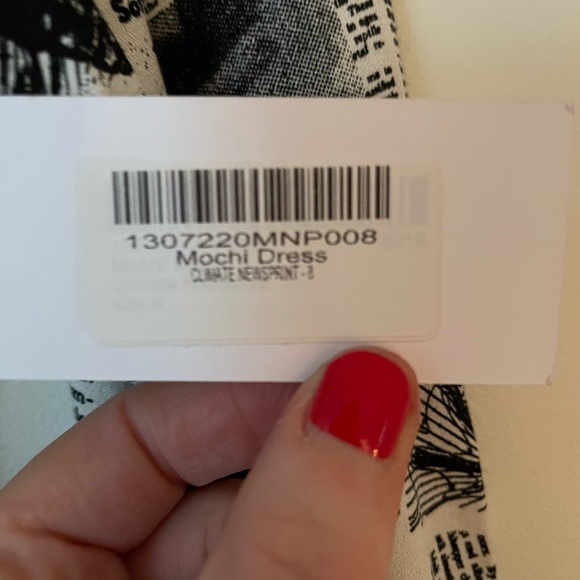 1307220MNP008
Mochi Dress
CLIMATE NEWSPRINT - 8